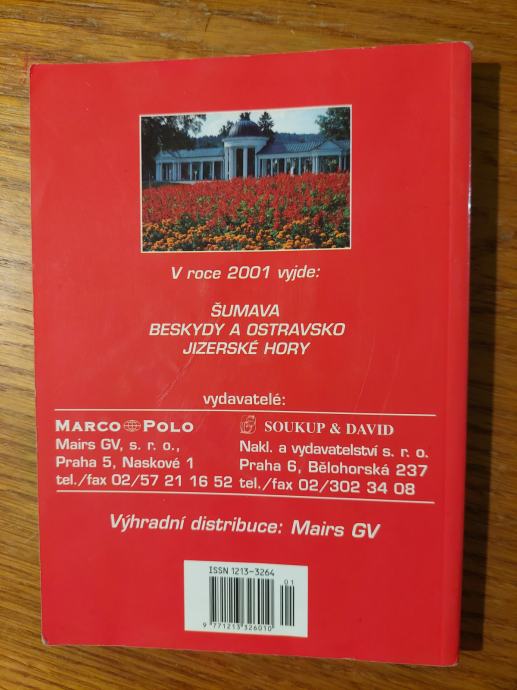 V roce 2001 vyjde:
ŠUMAVA
BESKYDY A OSTRAVSKO
JIZERSKÉ HORY
vydavatelé:
MARCO POLO
Mairs GV, s. r. o.,
Praha 5, Naskové 1
tel./fax 02/57 21 16 52
SOUKUP & DAVID
Nakl. a vydavatelství s. r. o.
Praha 6, Bělohorská 237
tel./fax 02/302 34 08
Výhradní distribuce: Mairs GV
ISSN 1213-3264
01
9 771213 326010